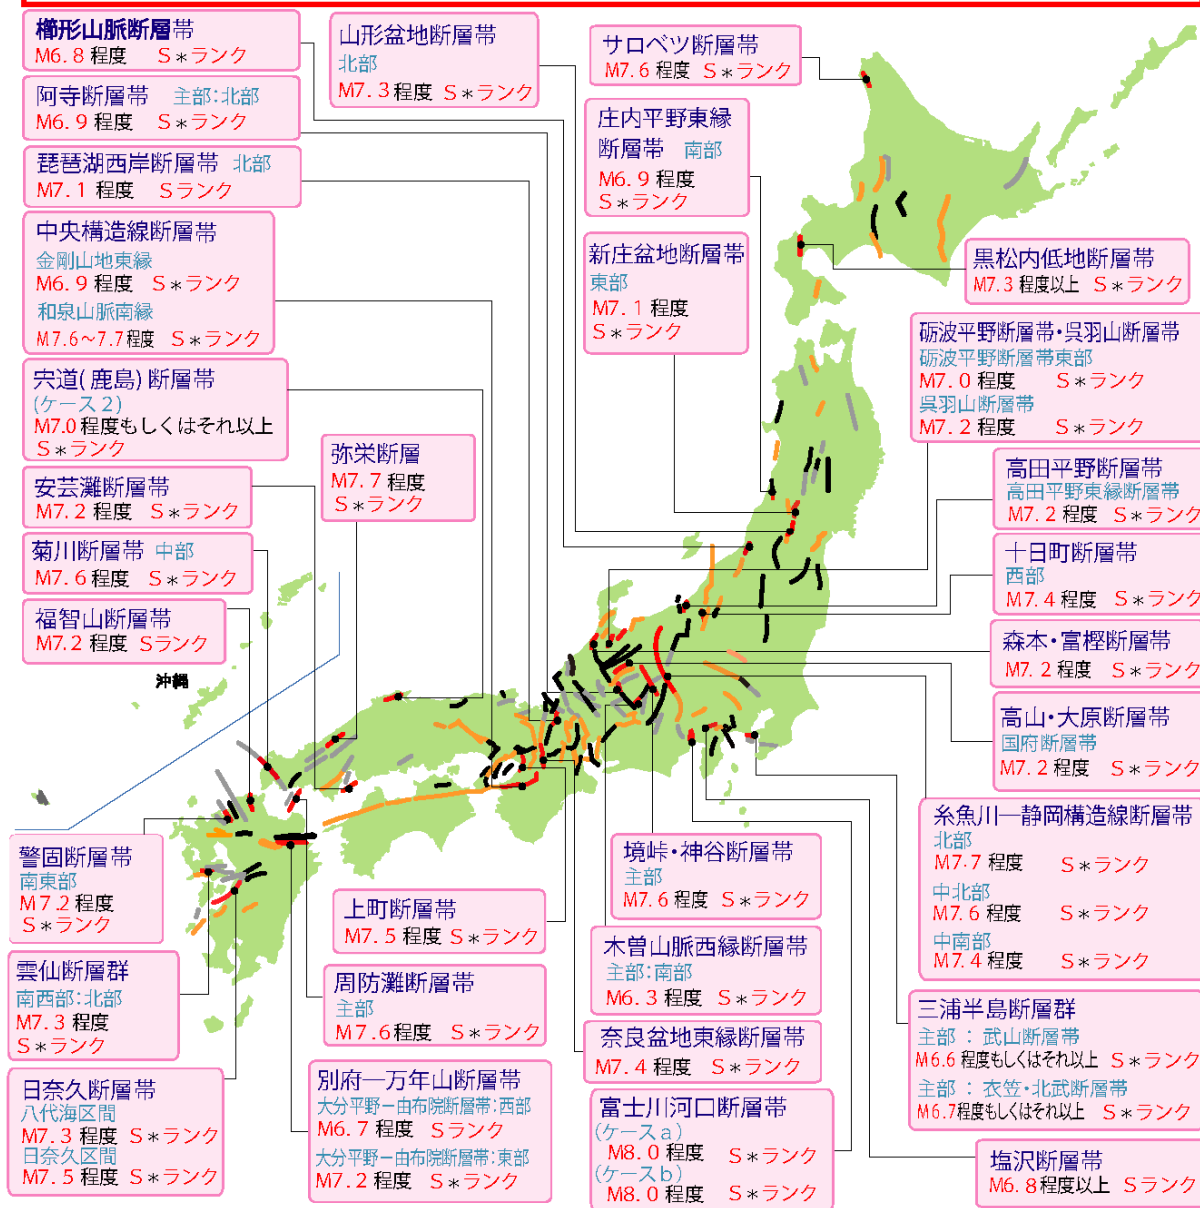 櫛形山脈断層帯
M6.8 程度 S*ランク
阿寺断層帯 主部:北部
M6.9 程度 S*ランク
琵琶湖西岸断層帯 北部
M7.1 程度 Sランク
中央構造線断層帯
金剛山地東縁
M6.9 程度 S*ランク
和泉山脈南縁
M7.6〜7.7程度 S*ランク
宍道(鹿島)断層帯
(ケース2)
M7.0 程度もしくはそれ以上
S*ランク
安芸灘断層帯
M7.2 程度 S*ランク
菊川断層帯 中部
M7.6 程度 S*ランク
福智山断層帯
M7.2 程度 Sランク
沖縄
山形盆地断層帯
北部
M7.3 程度 S*ランク
弥栄断層
M7.7 程度
S*ランク
サロベツ断層帯
M7.6 程度 S*ランク
庄内平野東縁
断層帯 南部
M6.9 程度
S*ランク
新庄盆地断層帯
東部
M7.1 程度
S*ランク
黒松内低地断層帯
M7.3 程度以上 S*ランク
砺波平野断層帯・呉羽山断層帯
砺波平野断層帯東部
M7.0 程度 S*ランク
呉羽山断層帯
M7.2 程度 S*ランク
高田平野断層帯
高田平野東縁断層帯
M7.2 程度 S*ランク
十日町断層帯
西部
M7.4 程度 S*ランク
森本・富樫断層帯
M7.2 程度 S*ランク
高山・大原断層帯
国府断層帯
M7.2 程度 S*ランク
糸魚川―静岡構造線断層帯
北部
M7.7 程度 S*ランク
中北部
M7.6 程度 S*ランク
中南部
M7.4 程度 S*ランク
警固断層帯
南東部
M7.2 程度
S*ランク
雲仙断層群
南西部:北部
M7.3 程度
S*ランク
日奈久断層帯
八代海区間
M7.3 程度 S*ランク
日奈久区間
M7.5 程度 S*ランク
上町断層帯
M7.5 程度 S*ランク
周防灘断層帯
主部
M7.6程度 S*ランク
別府―万年山断層帯
大分平野―由布院断層帯:西部
M6.7 程度 Sランク
大分平野―由布院断層帯:東部
M7.2 程度 S*ランク
境峠・神谷断層帯
主部
M7.6 程度 S*ランク
木曽山脈西縁断層帯
主部:南部
M6.3 程度 S*ランク
奈良盆地東縁断層帯
M7.4 程度 S*ランク
富士川河口断層帯
(ケースa)
M8.0 程度 S*ランク
(ケースb)
M8.0 程度 S*ランク
三浦半島断層群
主部 : 武山断層帯
M6.6 程度もしくはそれ以上 S*ランク
主部 : 衣笠・北武断層帯
M6.7程度もしくはそれ以上 S*ランク
塩沢断層帯
M6.8程度以上 Sランク